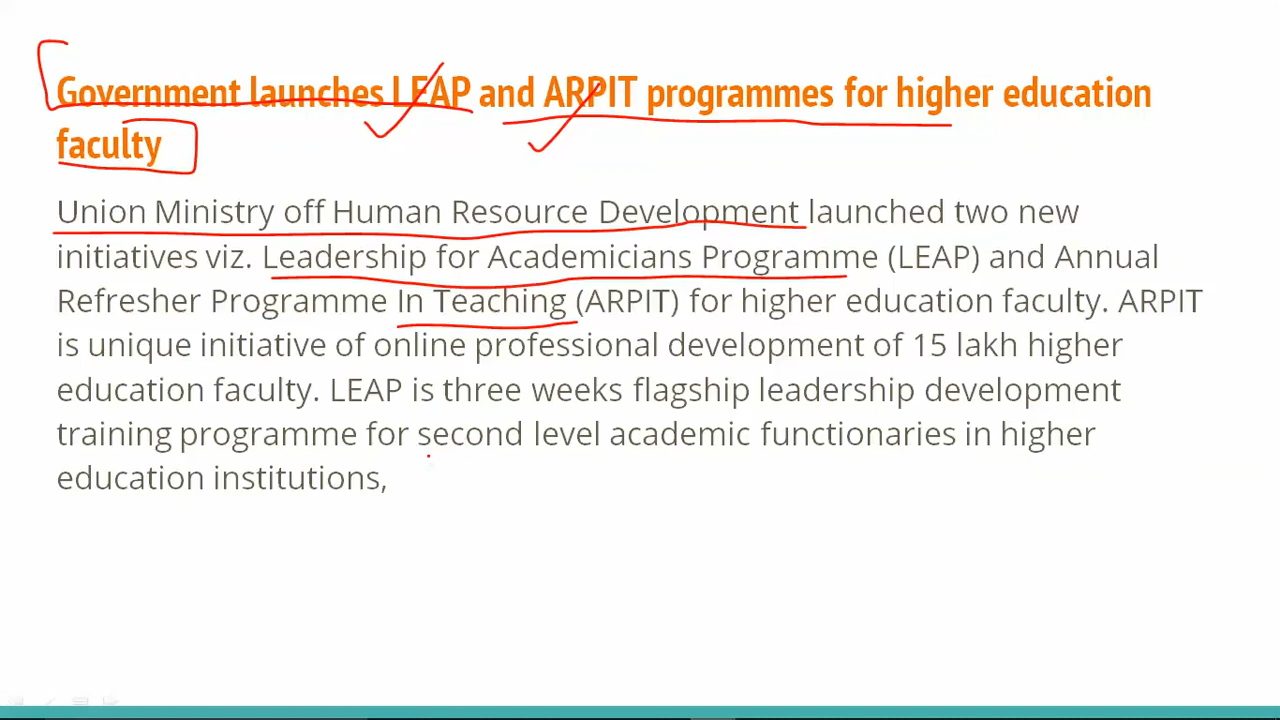 Government launches LEAP and ARPIT programmes for higher education
faculty
Union Ministry off Human Resource Development launched two new
initiatives viz. Leadership for Academicians Programme (LEAP) and Annual
Refresher Programme In Teaching (ARPIT) for higher education faculty. ARPIT
is unique initiative of online professional development of 15 lakh higher
education faculty. LEAP is three weeks flagship leadership development
training programme for second level academic functionaries in higher
education institutions,